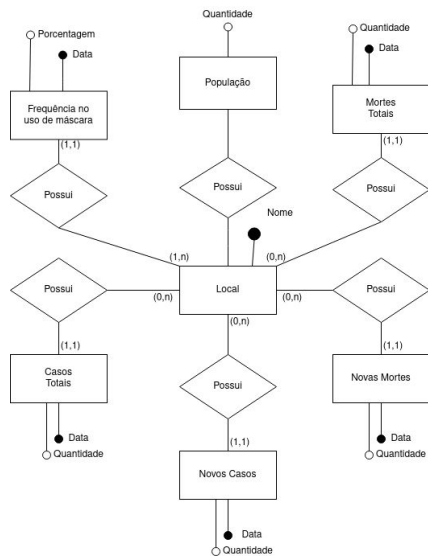 Quantidade
Porcentagem
Data
Quantidade
Data
Frequência no
uso de máscara
População
Mortes
Totais
(1,1)
(1,1)
Possui
Possui
Possui
Nome
(1,n)
(0,n)
Possui
(0,n)
Local
(0,n)
Possui
(0,n)
(1,1)
(1,1)
Casos
Totais
Possui
Novas Mortes
Data
Quantidade
(1,1)
Data
Quantidade
Novos Casos
Data
Quantidade